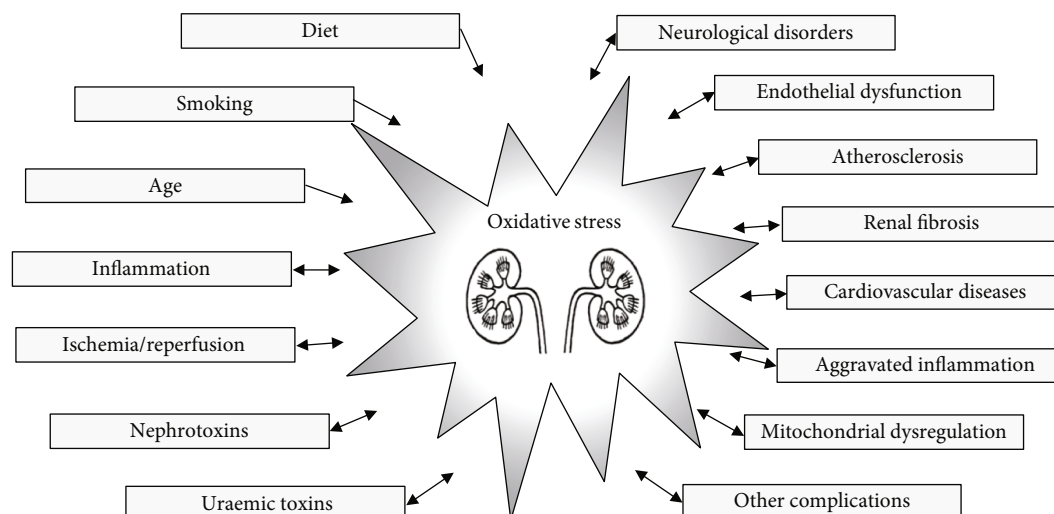 Diet
Smoking
Age
Inflammation
Ischemia/reperfusion
Nephrotoxins
Uraemic toxins
Oxidative stress
Neurological disorders
Endothelial dysfunction
Atherosclerosis
Renal fibrosis
Cardiovascular diseases
Aggravated inflammation
Mitochondrial dysregulation
Other complications